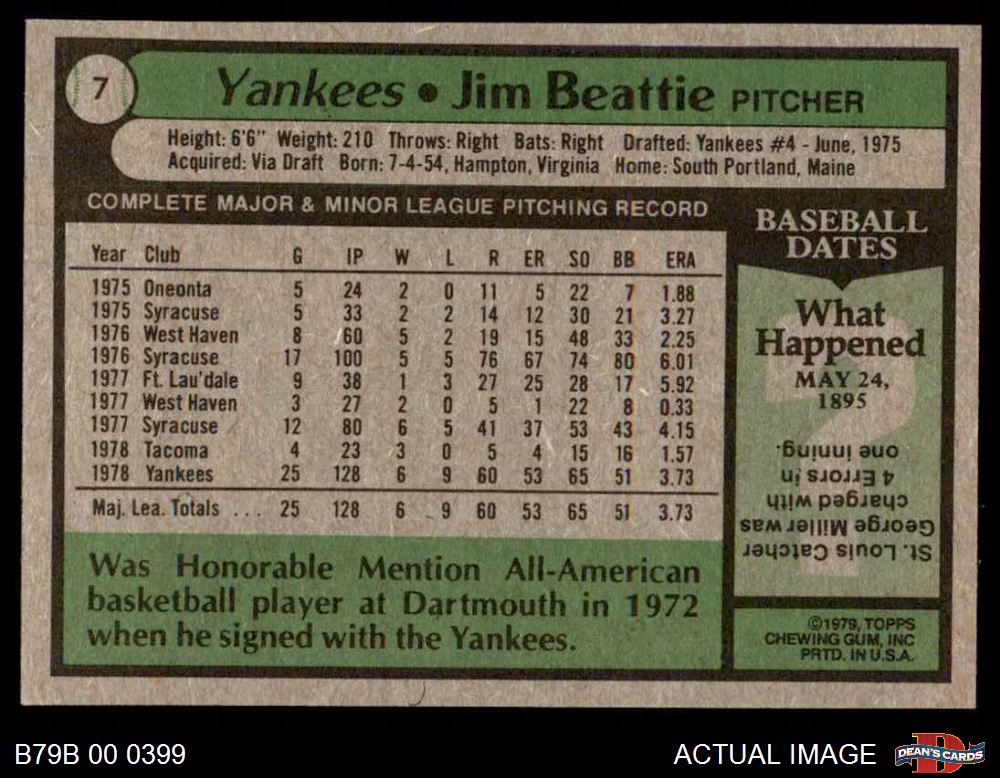 7
Yankees • Jim Beattie PITCHER
Height: 6'6" Weight: 210 Throws: Right Bats: Right Drafted: Yankees #4 - June, 1975
Acquired: Via Draft Born: 7-4-54, Hampton, Virginia Home: South Portland, Maine
COMPLETE MAJOR & MINOR LEAGUE PITCHING RECORD
Year Club G IP W L R ER SO BB ERA
1975 Oneonta 5 24 2 0 11 5 22 7 1.88
1975 Syracuse 5 33 2 2 14 12 30 21 3.27
1976 West Haven 8 60 5 2 19 15 48 33 2.25
1976 Syracuse 17 100 5 5 76 67 74 80 6.01
1977 Ft. Lau'dale 9 38 1 3 27 25 28 17 5.92
1977 West Haven 3 27 2 0 5 1 22 8 0.33
1977 Syracuse 12 80 6 5 41 37 53 43 4.15
1978 Tacoma 4 23 3 0 5 4 15 16 1.57
1978 Yankees 25 128 6 9 60 53 65 51 3.73
Maj. Lea. Totals ... 25 128 6 9 60 53 65 51 3.73
Was Honorable Mention All-American
basketball player at Dartmouth in 1972
when he signed with the Yankees.
BASEBALL
DATES
What
Happened
MAY 24,
1895
St. Louis Catcher
George Miller was
charged with
4 Errors in
one inning.
©1979, TOPPS
CHEWING GUM, INC
PRTD. IN U.S.A.
B79B 00 0399
ACTUAL IMAGE
DEAN'S CARDS